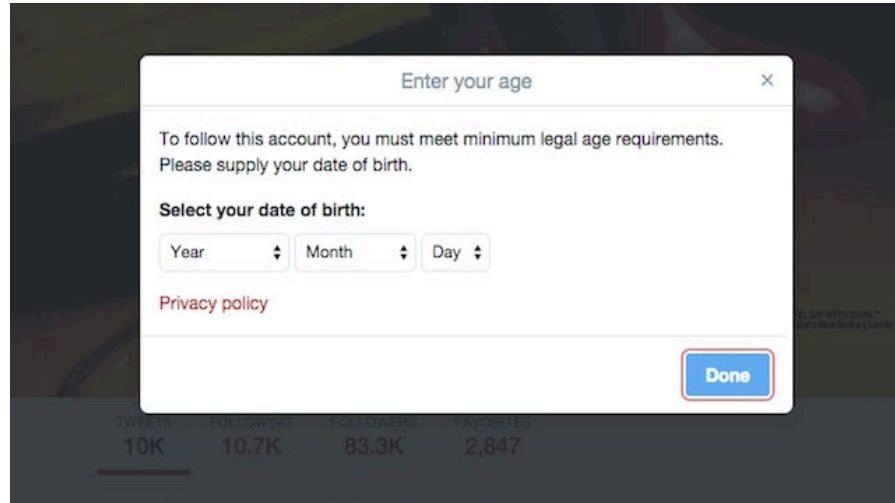 Enter your age ×
To follow this account, you must meet minimum legal age requirements.
Please supply your date of birth.
Select your date of birth:
Year Month Day
Privacy policy
Done
TWEETS FOLLOWING FOLLOWERS FAVORITES
10K 10.7K 83.3K 2,847